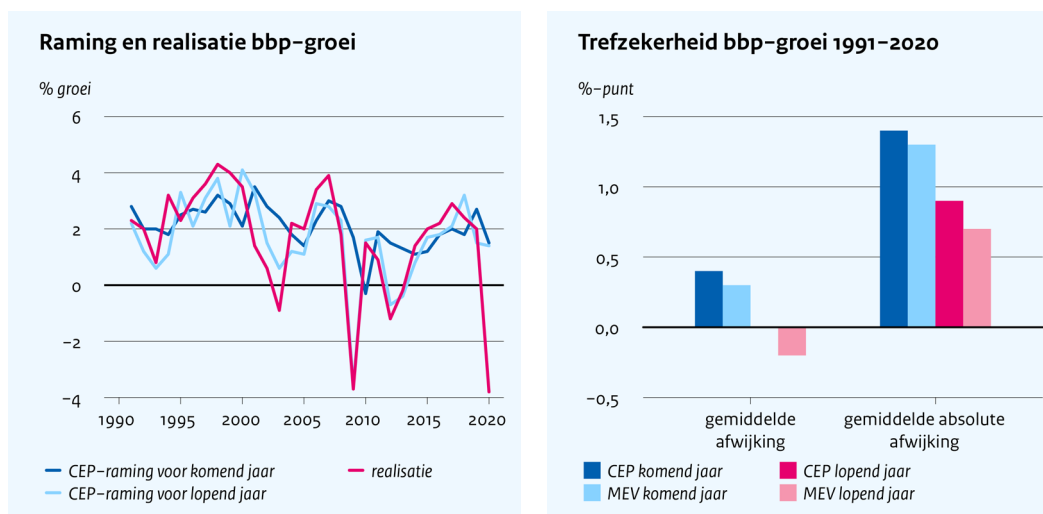 Raming en realisatie bbp-groei
% groei
6
4
2
0
-2
-4
1990 1995 2000 2005 2010 2015 2020
CEP-raming voor komend jaar
realisatie
CEP-raming voor lopend jaar
Trefzekerheid bbp-groei 1991-2020
%-punt
1,5
1,0
0,5
0,0
-0,5
gemiddelde
afwijking
gemiddelde absolute
afwijking
CEP komend jaar
CEP lopend jaar
MEV komend jaar
MEV lopend jaar